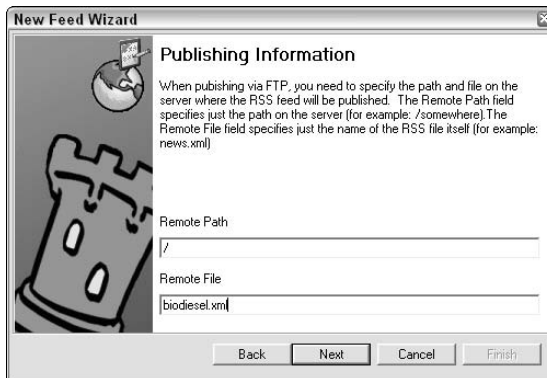 New Feed Wizard
Publishing Information
When pubishing via FTP, you need to specify the path and file on the
server where the RSS feed will be published. The Remote Path field
specifies just the path on the server (for example: /somewhere).The
Remote File field specifies just the name of the RSS file itself (for example:
news.xml)
Remote Path
/
Remote File
biodiesel.xml
Back Next Cancel Finish